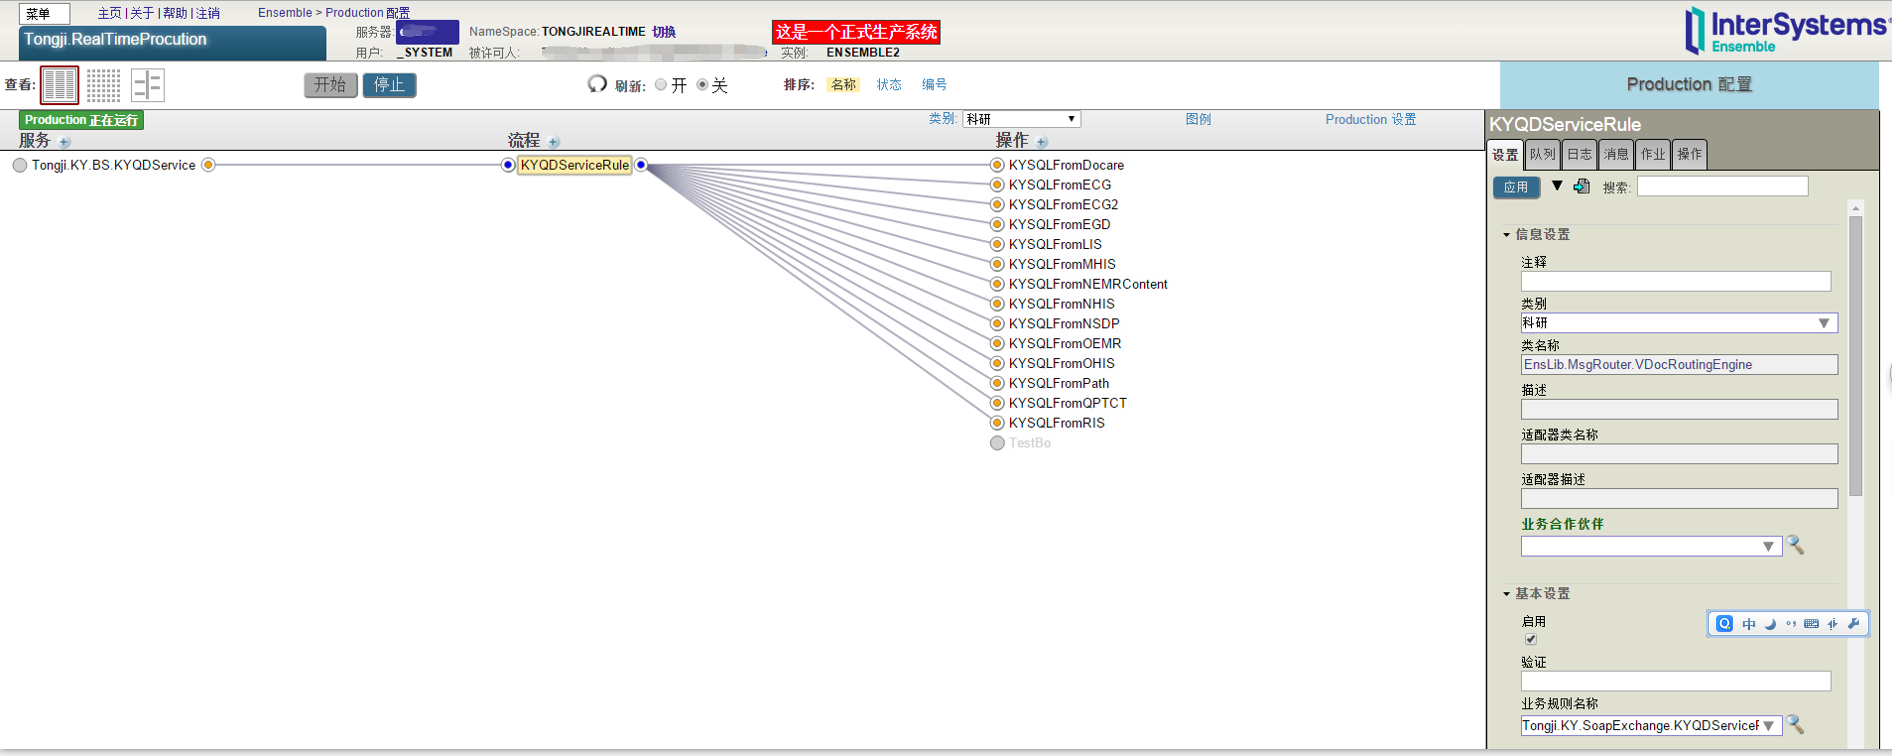 菜单
主页 | 关于 | 帮助 | 注销
Ensemble > Production 配置
Tongji.RealTimeProcution
服务器:
NameSpace: TONGJIREALTIME 切换
用户: _SYSTEM
被许可人:
实例: ENSEMBLE2
这是一个正式生产系统
InterSystems
Ensemble
查看:
开始
停止
刷新: 开 关
排序: 名称 状态 编号
Production 配置
Production 正在运行
类别: 科研
图例
Production 设置
服务
流程
操作
Tongji.KY.BS.KYQDService
KYQDServiceRule
KYSQLFromDocare
KYSQLFromECG
KYSQLFromECG2
KYSQLFromEGD
KYSQLFromLIS
KYSQLFromMHIS
KYSQLFromNEMRContent
KYSQLFromNHIS
KYSQLFromNSDP
KYSQLFromOEMR
KYSQLFromOHIS
KYSQLFromPath
KYSQLFromQPTCT
KYSQLFromRIS
TestBo
KYQDServiceRule
设置 队列 日志 消息 作业 操作
应用
搜索:
信息设置
注释
类别
科研
类名称
EnsLib.MsgRouter.VDocRoutingEngine
描述
适配器类名称
适配器描述
业务合作伙伴
基本设置
启用
中
验证
业务规则名称
Tongji.KY.SoapExchange.KYQDServiceF